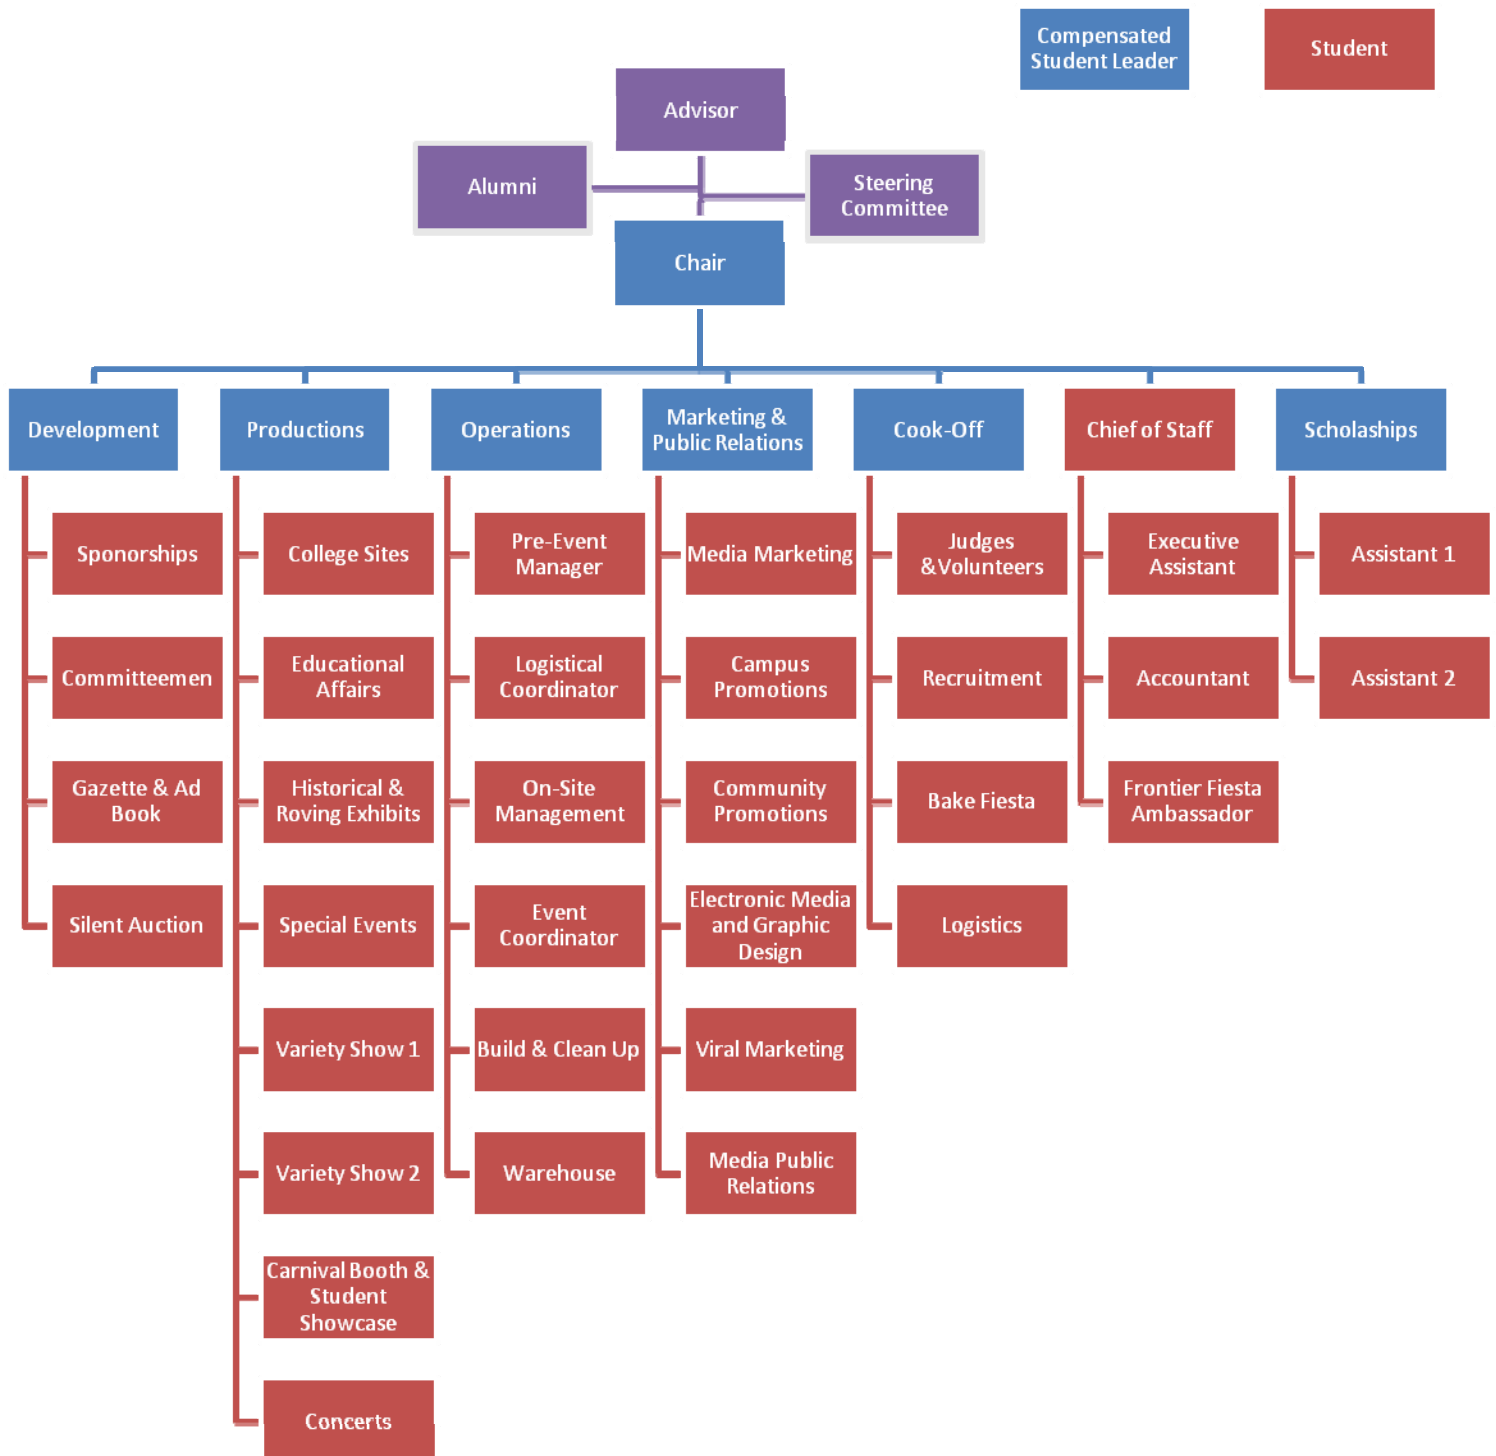 Compensated
Student Leader
Student
Advisor
Alumni
Steering
Committee
Chair
Development
Productions
Operations
Marketing &
Public Relations
Cook-Off
Chief of Staff
Scholaships
Sponorships
Committeemen
Gazette & Ad
Book
Silent Auction
College Sites
Educational
Affairs
Historical &
Roving Exhibits
Special Events
Variety Show 1
Variety Show 2
Carnival Booth &
Student
Showcase
Concerts
Pre-Event
Manager
Logistical
Coordinator
On-Site
Management
Event
Coordinator
Build & Clean Up
Warehouse
Media Marketing
Campus
Promotions
Community
Promotions
Electronic Media
and Graphic
Design
Viral Marketing
Media Public
Relations
Judges
&Volunteers
Recruitment
Bake Fiesta
Logistics
Executive
Assistant
Accountant
Frontier Fiesta
Ambassador
Assistant 1
Assistant 2